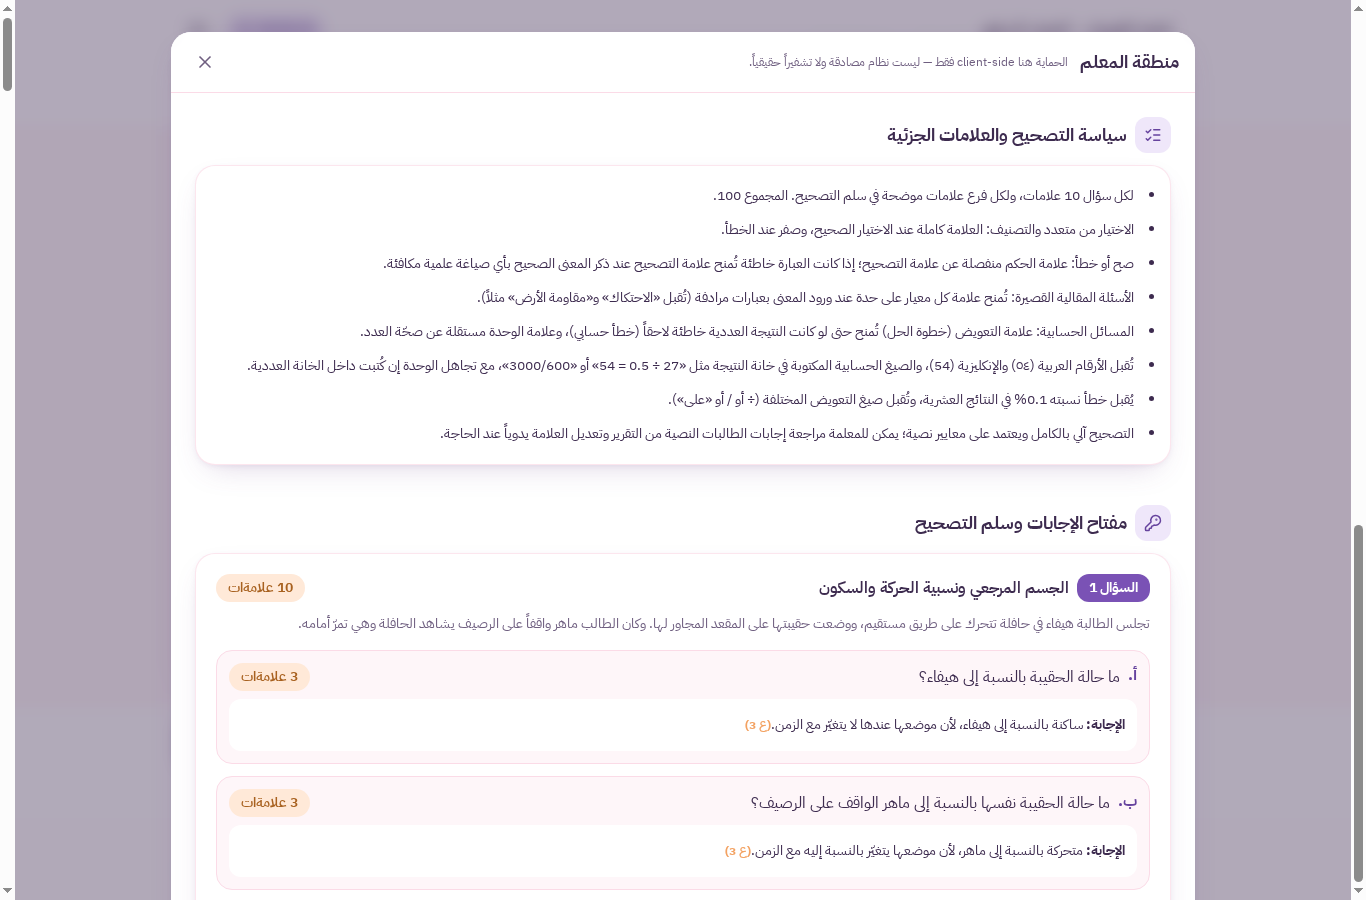 منطقة المعلم
الحماية هنا client-side فقط — ليست نظام مصادقة ولا تشفيراً حقيقياً.
سياسة التصحيح والعلامات الجزئية
• لكل سؤال 10 علامات، ولكل فرع علامات موضحة في سلم التصحيح. المجموع 100.
• الاختيار من متعدد والتصنيف: العلامة كاملة عند الاختيار الصحيح، وصفر عند الخطأ.
• صح أو خطأ: علامة الحكم منفصلة عن علامة التصحيح؛ إذا كانت العبارة خاطئة تُمنح علامة التصحيح عند ذكر المعنى الصحيح بأي صياغة علمية مكافئة.
• الأسئلة المقالية القصيرة: تُمنح علامة كل معيار على حدة عند ورود المعنى بعبارات مرادفة (تُقبل «الاحتكاك» و«مقاومة الأرض» مثلاً).
• المسائل الحسابية: علامة التعويض (خطوة الحل) تُمنح حتى لو كانت النتيجة العددية خاطئة لاحقاً (خطأ حسابي)، وعلامة الوحدة مستقلة عن صحّة العدد.
• تُقبل الأرقام العربية (٥٤) والإنكليزية (54)، والصيغ الحسابية المكتوبة في خانة النتيجة مثل «27 ÷ 0.5 = 54» أو «3000/600»، مع تجاهل الوحدة إن كُتبت داخل الخانة العددية.
• يُقبل خطأ نسبته 0.1% في النتائج العشرية، وتُقبل صيغ التعويض المختلفة (÷ أو / أو «على»).
• التصحيح آلي بالكامل ويعتمد على معايير نصية؛ يمكن للمعلمة مراجعة إجابات الطالبات النصية من التقرير وتعديل العلامة يدوياً عند الحاجة.
مفتاح الإجابات وسلم التصحيح
السؤال 1 الجسم المرجعي ونسبية الحركة والسكون 10 علامةات
تجلس الطالبة هيفاء في حافلة تتحرك على طريق مستقيم، ووضعت حقيبتها على المقعد المجاور لها. وكان الطالب ماهر واقفاً على الرصيف يشاهد الحافلة وهي تمرّ أمامه.
أ. ما حالة الحقيبة بالنسبة إلى هيفاء؟ 3 علامةات
الإجابة: ساكنة بالنسبة إلى هيفاء، لأن موضعها عندها لا يتغيّر مع الزمن.(3 ع)
ب. ما حالة الحقيبة نفسها بالنسبة إلى ماهر الواقف على الرصيف؟ 3 علامةات
الإجابة: متحركة بالنسبة إلى ماهر، لأن موضعها يتغيّر بالنسبة إليه مع الزمن.(3 ع)